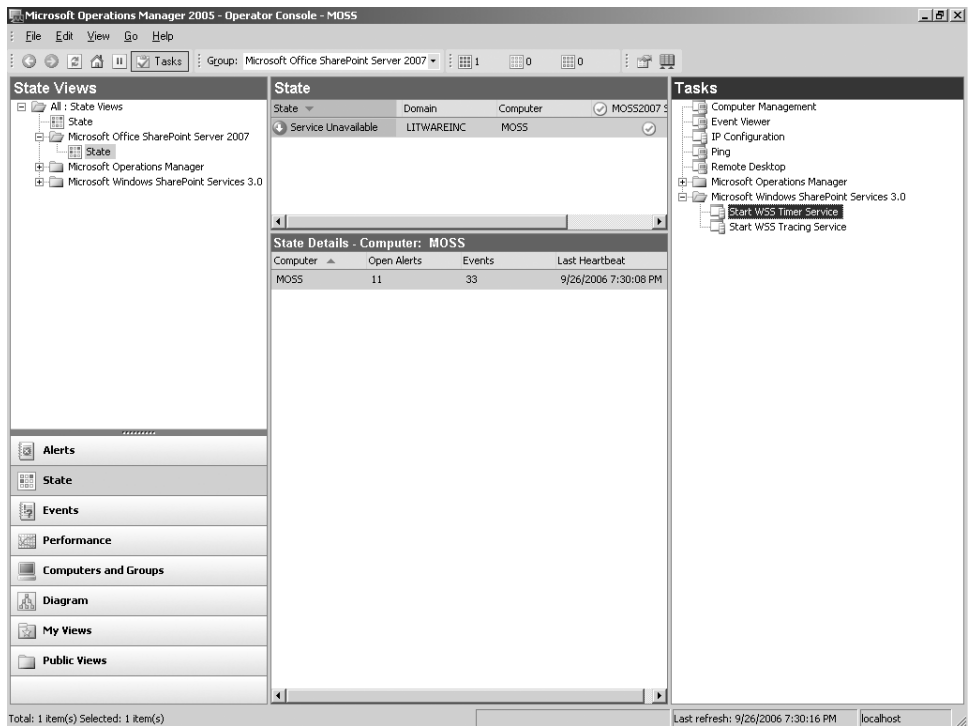 Microsoft Operations Manager 2005 - Operator Console - MOSS
File Edit View Go Help
Tasks Group: Microsoft Office SharePoint Server 2007 1 0 0
State Views
All : State Views
State
Microsoft Office SharePoint Server 2007
State
Microsoft Operations Manager
Microsoft Windows SharePoint Services 3.0
Alerts
State
Events
Performance
Computers and Groups
Diagram
My Views
Public Views
State
State Domain Computer MOSS2007 S
Service Unavailable LITWAREINC MOSS
State Details - Computer: MOSS
Computer Open Alerts Events Last Heartbeat
MOSS 11 33 9/26/2006 7:30:08 PM
Tasks
Computer Management
Event Viewer
IP Configuration
Ping
Remote Desktop
Microsoft Operations Manager
Microsoft Windows SharePoint Services 3.0
Start WSS Timer Service
Start WSS Tracing Service
Total: 1 item(s) Selected: 1 item(s) Last refresh: 9/26/2006 7:30:16 PM localhost